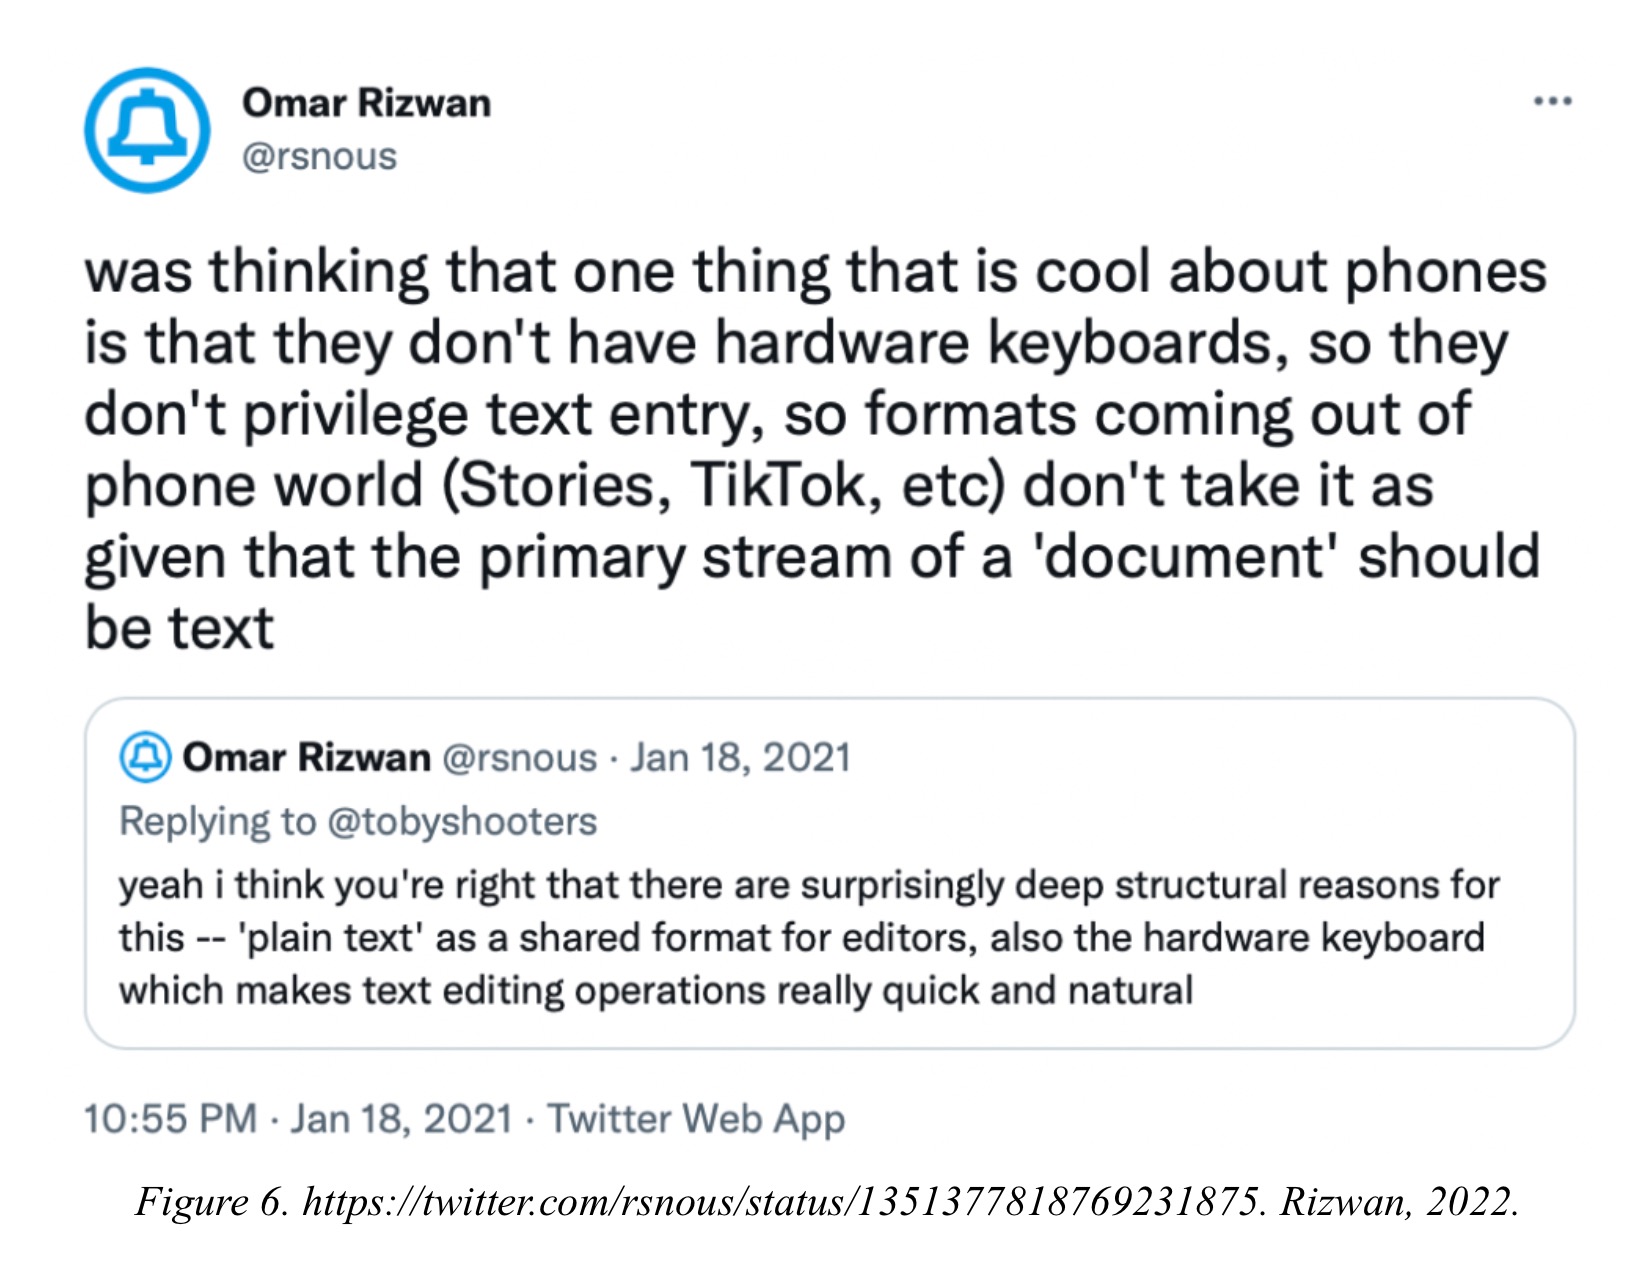 Omar Rizwan
@rsnous
was thinking that one thing that is cool about phones
is that they don't have hardware keyboards, so they
don't privilege text entry, so formats coming out of
phone world (Stories, TikTok, etc) don't take it as
given that the primary stream of a 'document' should
be text
Omar Rizwan @rsnous · Jan 18, 2021
Replying to @tobyshooters
yeah i think you're right that there are surprisingly deep structural reasons for
this -- 'plain text' as a shared format for editors, also the hardware keyboard
which makes text editing operations really quick and natural
10:55 PM · Jan 18, 2021 · Twitter Web App
Figure 6. https://twitter.com/rsnous/status/1351377818769231875. Rizwan, 2022.